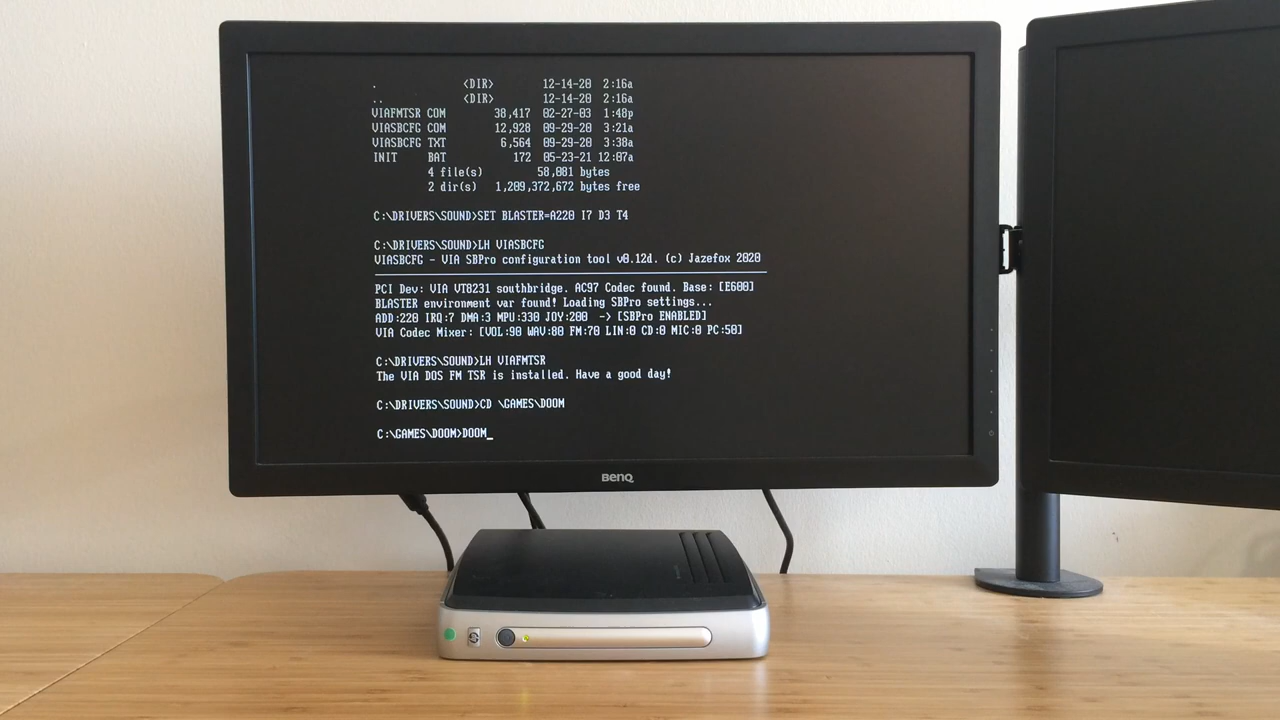 .            <DIR>        12-14-20  2:16a
..           <DIR>        12-14-20  2:16a
VIAFMTSR COM        38,417  02-27-03  1:48p
VIASBCFG COM        12,928  09-29-20  3:21a
VIASBCFG TXT         6,564  09-29-20  3:38a
INIT     BAT           172  05-23-21 12:07a
4 file(s)         58,081 bytes
2 dir(s)   1,209,372,672 bytes free
C:\DRIVERS\SOUND>SET BLASTER=A220 I7 D3 T4
C:\DRIVERS\SOUND>LH VIASBCFG
VIASBCFG - VIA SBPro configuration tool v0.12d. (c) Jazefox 2020
PCI Dev: VIA VT8231 southbridge. AC97 Codec found. Base: [E600]
BLASTER environment var found! Loading SBPro settings...
ADD:220 IRQ:7 DMA:3 MPU:330 JOY:200  -> [SBPro ENABLED]
VIA Codec Mixer: [VOL:90 WAV:80 FM:70 LIN:0 CD:0 MIC:0 PC:50]
C:\DRIVERS\SOUND>LH VIAFMTSR
The VIA DOS FM TSR is installed. Have a good day!
C:\DRIVERS\SOUND>CD \GAMES\DOOM
C:\GAMES\DOOM>DOOM_
BenQ
hp